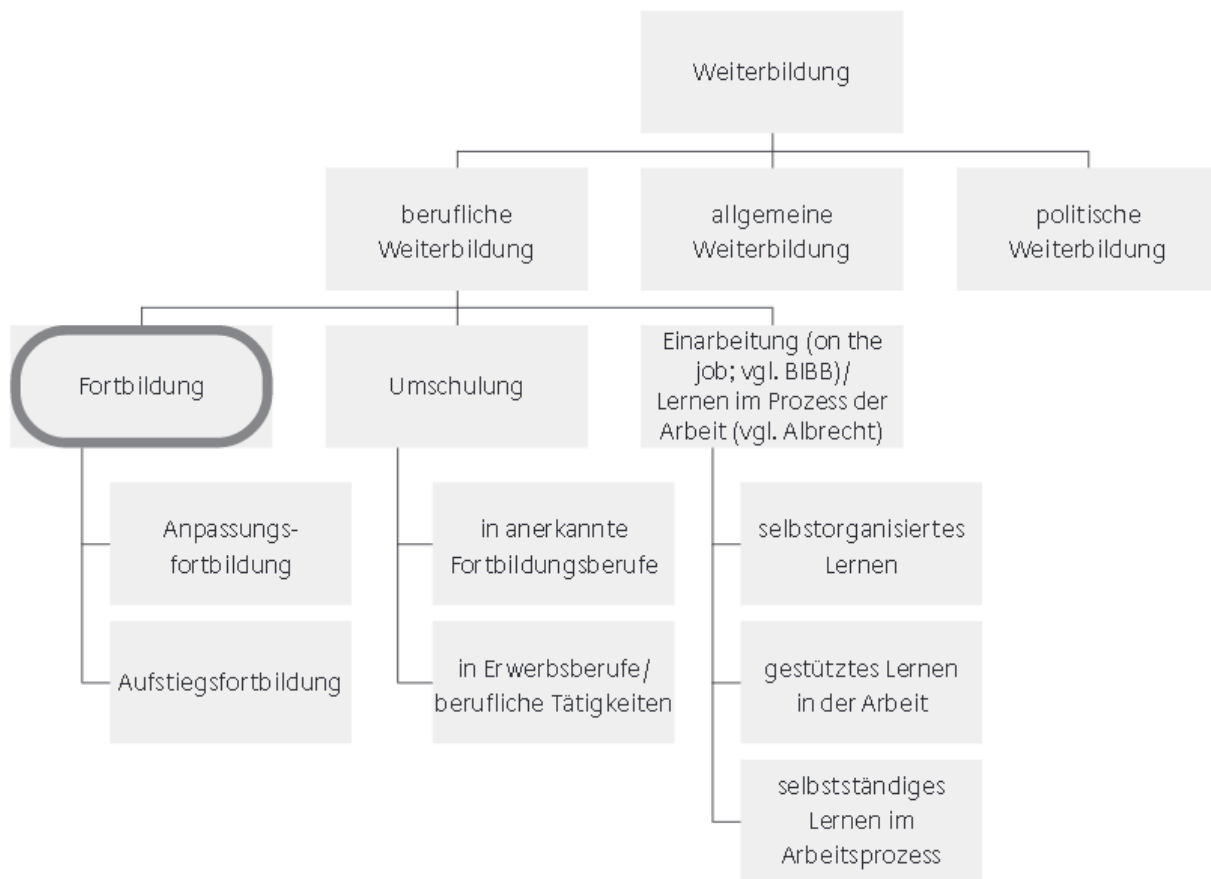 Weiterbildung
berufliche
Weiterbildung
allgemeine
Weiterbildung
politische
Weiterbildung
Fortbildung
Umschulung
Einarbeitung (on the
job; vgl. BIBB)/
Lernen im Prozess der
Arbeit (vgl. Albrecht)
Anpassungs-
fortbildung
Aufstiegsfortbildung
in anerkannte
Fortbildungsberufe
in Erwerbsberufe/
berufliche Tätigkeiten
selbstorganisiertes
Lernen
gestütztes Lernen
in der Arbeit
selbstständiges
Lernen im
Arbeitsprozess